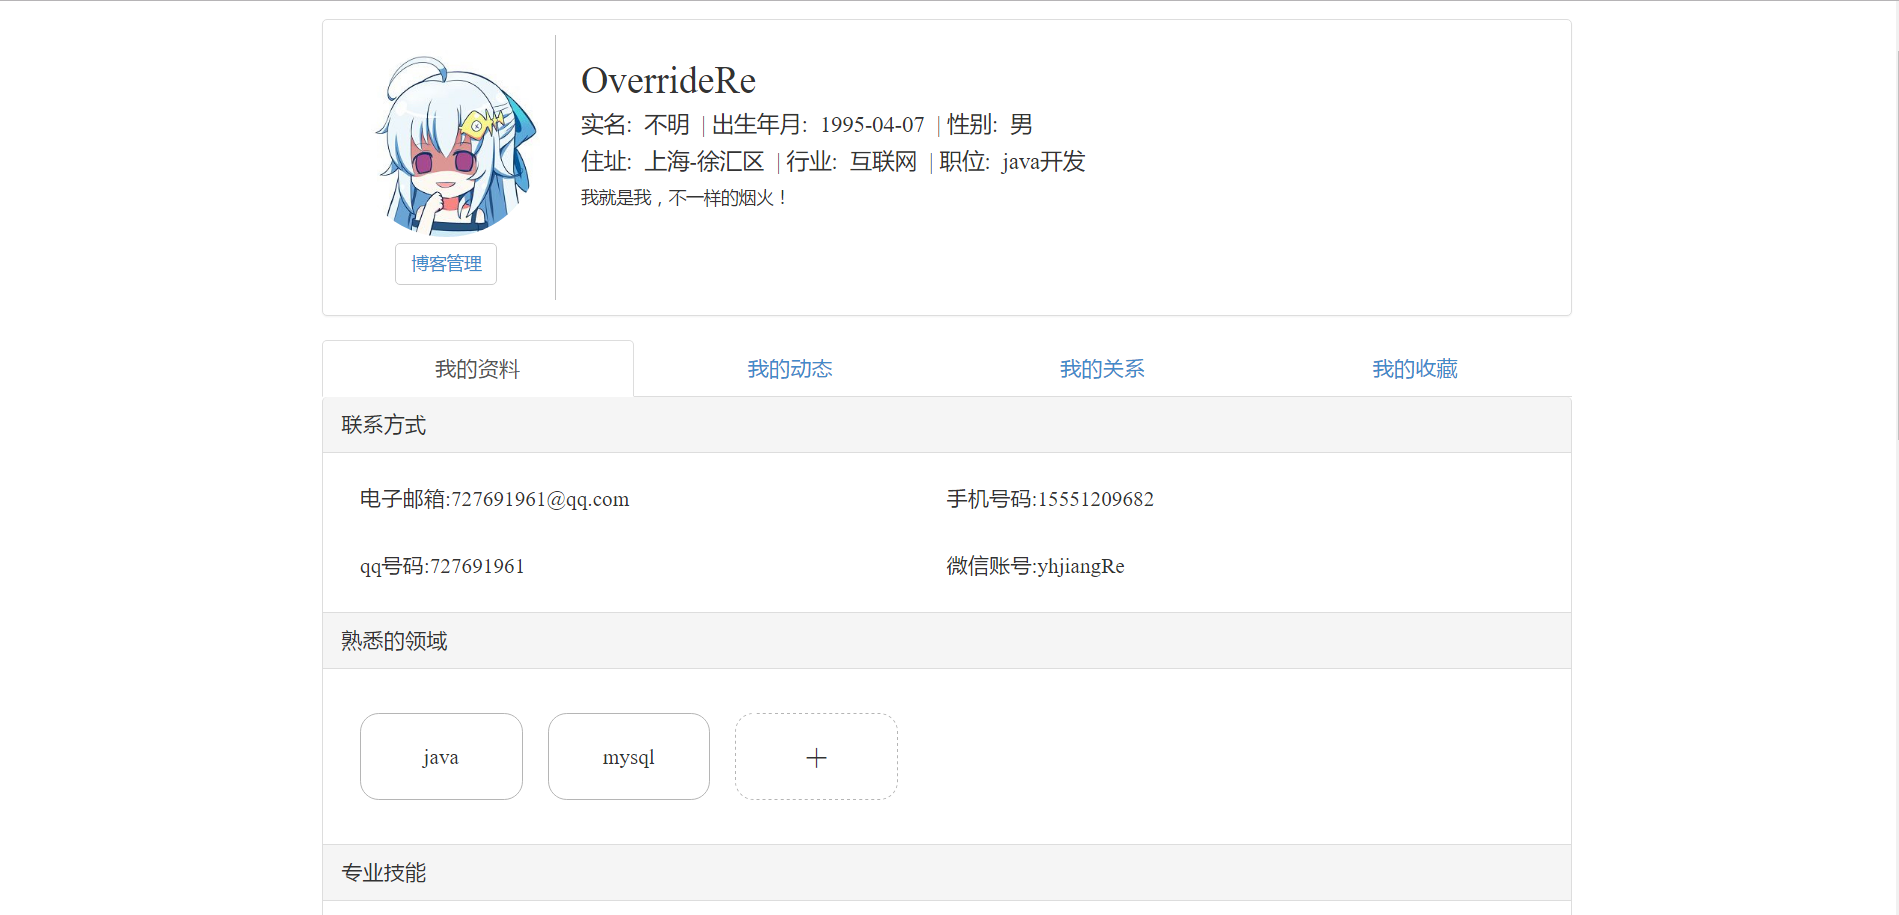 OverrideRe
实名: 不明 | 出生年月: 1995-04-07 | 性别: 男
住址: 上海-徐汇区 | 行业: 互联网 | 职位: java开发
我就是我，不一样的烟火！
博客管理
我的资料 我的动态 我的关系 我的收藏
联系方式
电子邮箱:727691961@qq.com 手机号码:15551209682
qq号码:727691961 微信账号:yhjiangRe
熟悉的领域
java mysql +
专业技能